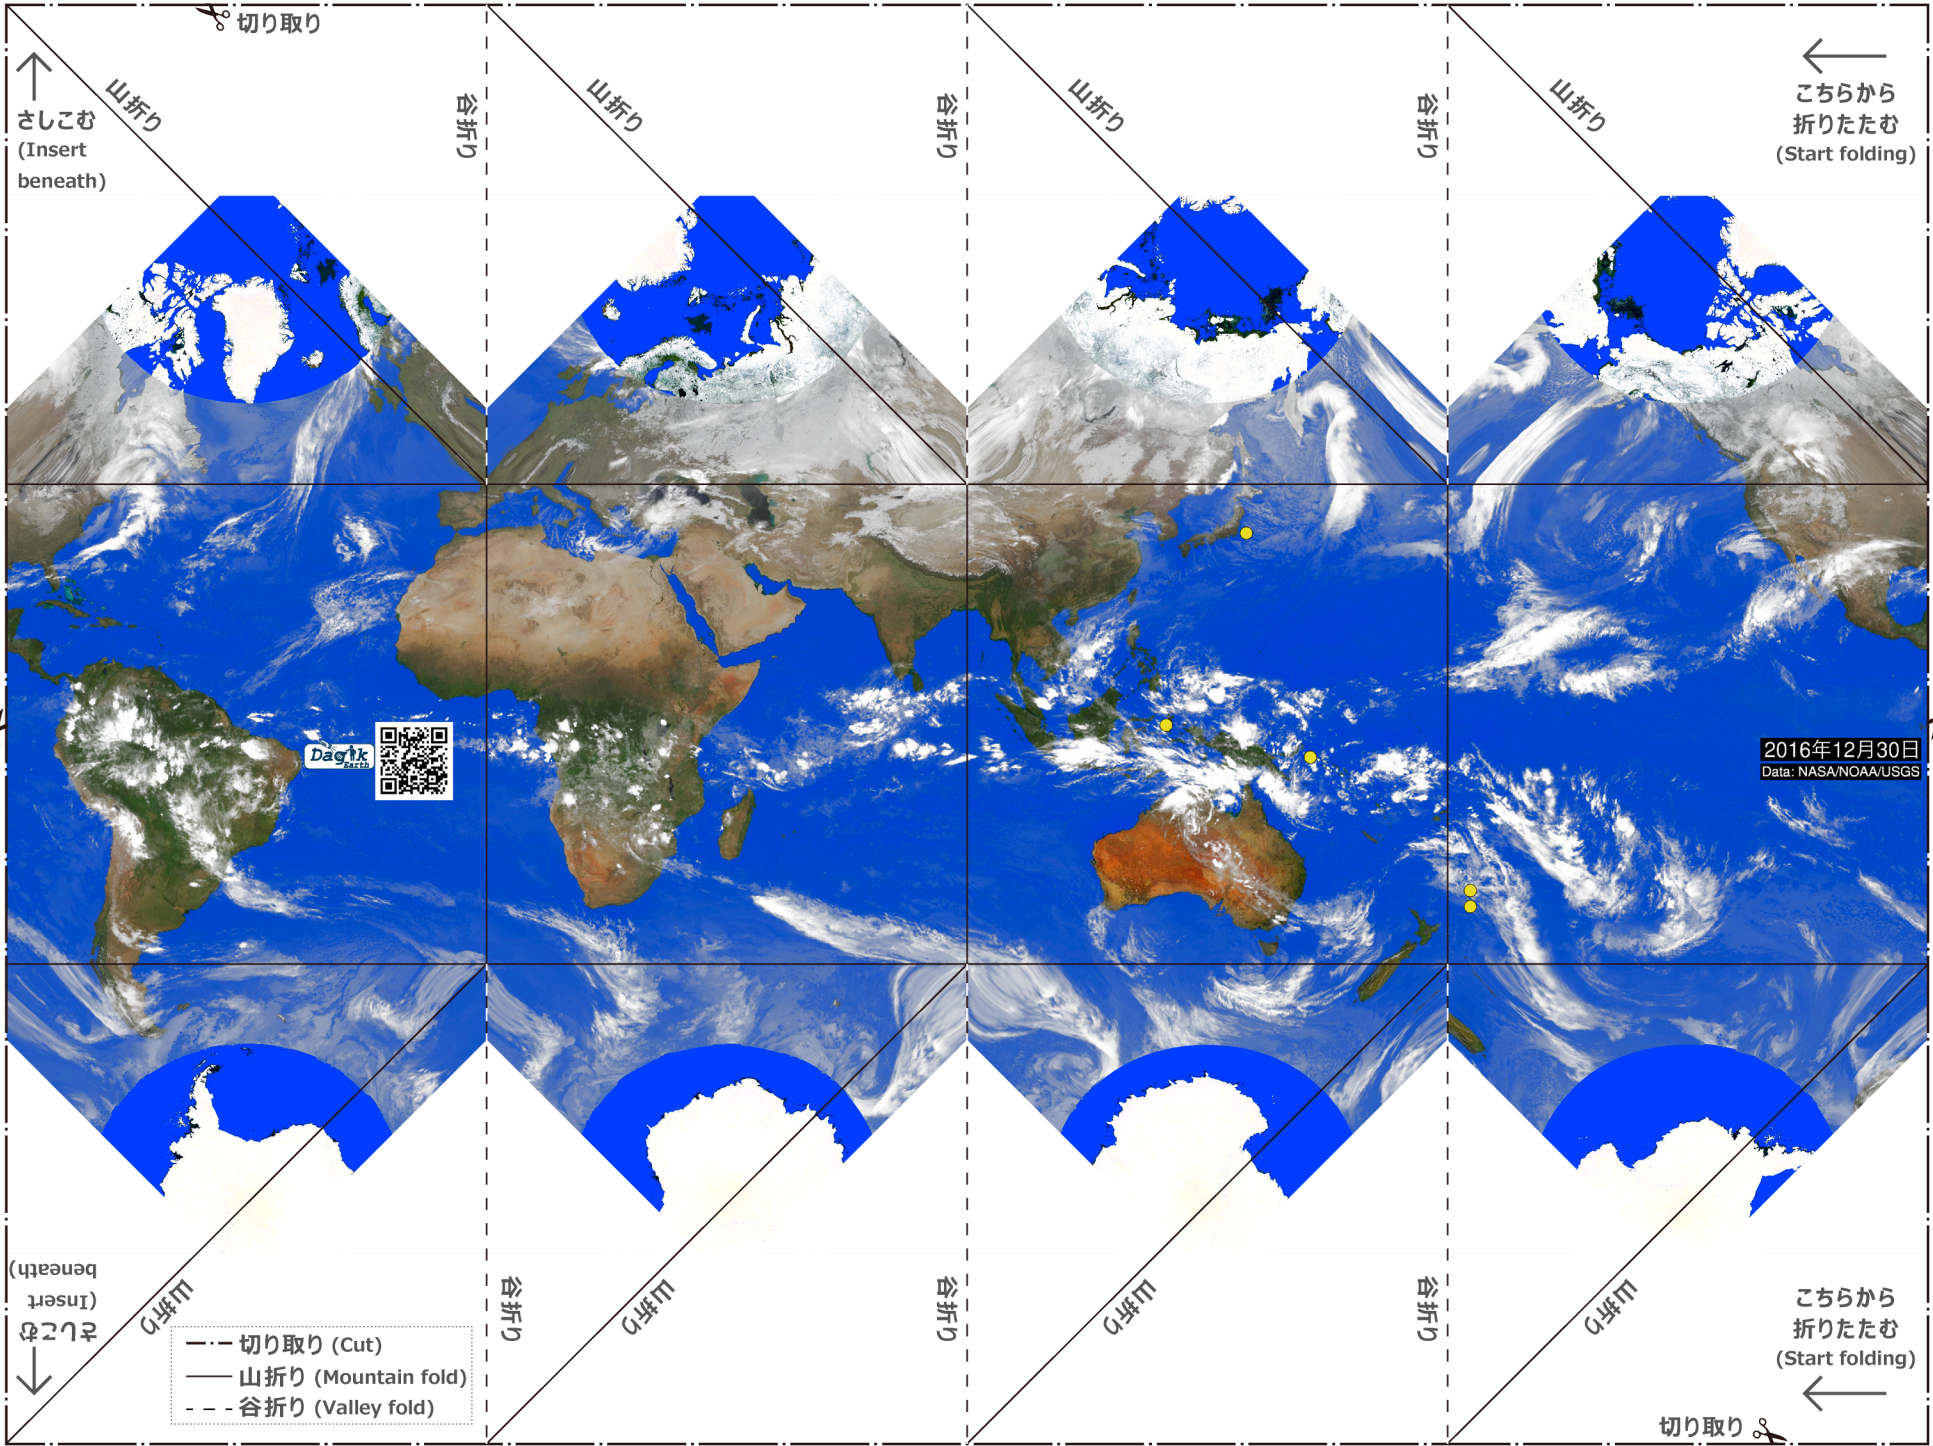 切り取り
山折り
谷折り
山折り
谷折り
山折り
谷折り
山折り
さしこむ
(Insert
beneath)
こちらから
折りたたむ
(Start folding)
Dagik
Earth
2016年12月30日
Data: NASA/NOAA/USGS
さしこむ
(Insert
beneath)
山折り
谷折り
山折り
谷折り
山折り
谷折り
山折り
切り取り (Cut)
山折り (Mountain fold)
谷折り (Valley fold)
こちらから
折りたたむ
(Start folding)
切り取り